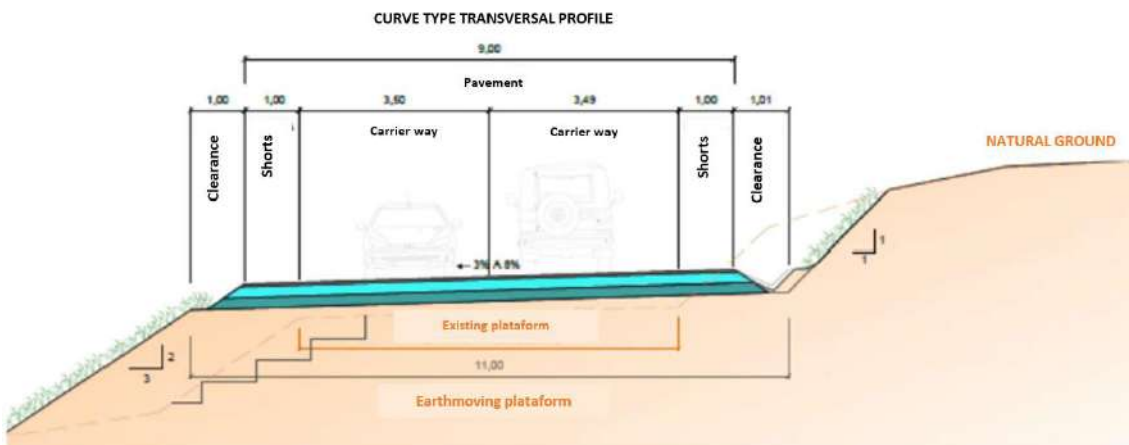 CURVE TYPE TRANSVERSAL PROFILE
9,00
Pavement
1,00 1,00 3,50 3,49 1,00 1,01
Clearance Shorts Carrier way Carrier way Shorts Clearance
NATURAL GROUND
1
1
← 3% A 8%
Existing plataform
2
3
11,00
Earthmoving plataform